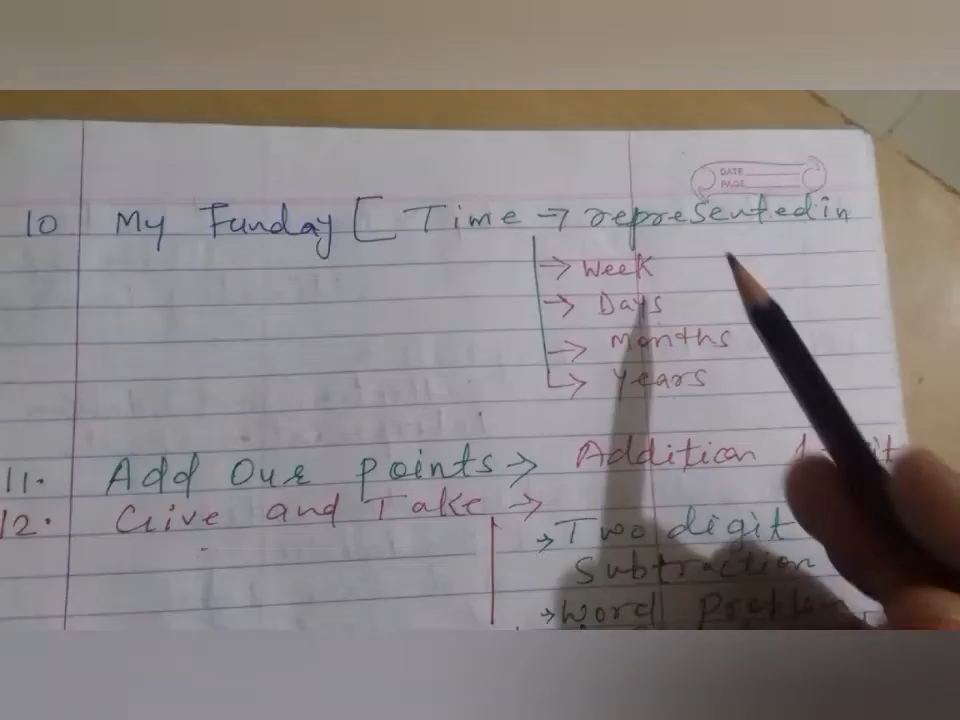 DATE
PAGE
10 My Funday [ Time → represented in
→ Week
→ Days
→ Months
→ Years
11. Add Our points → Addition
12. Give and Take →
→ Two digit
Subtraction
→ Word Problem